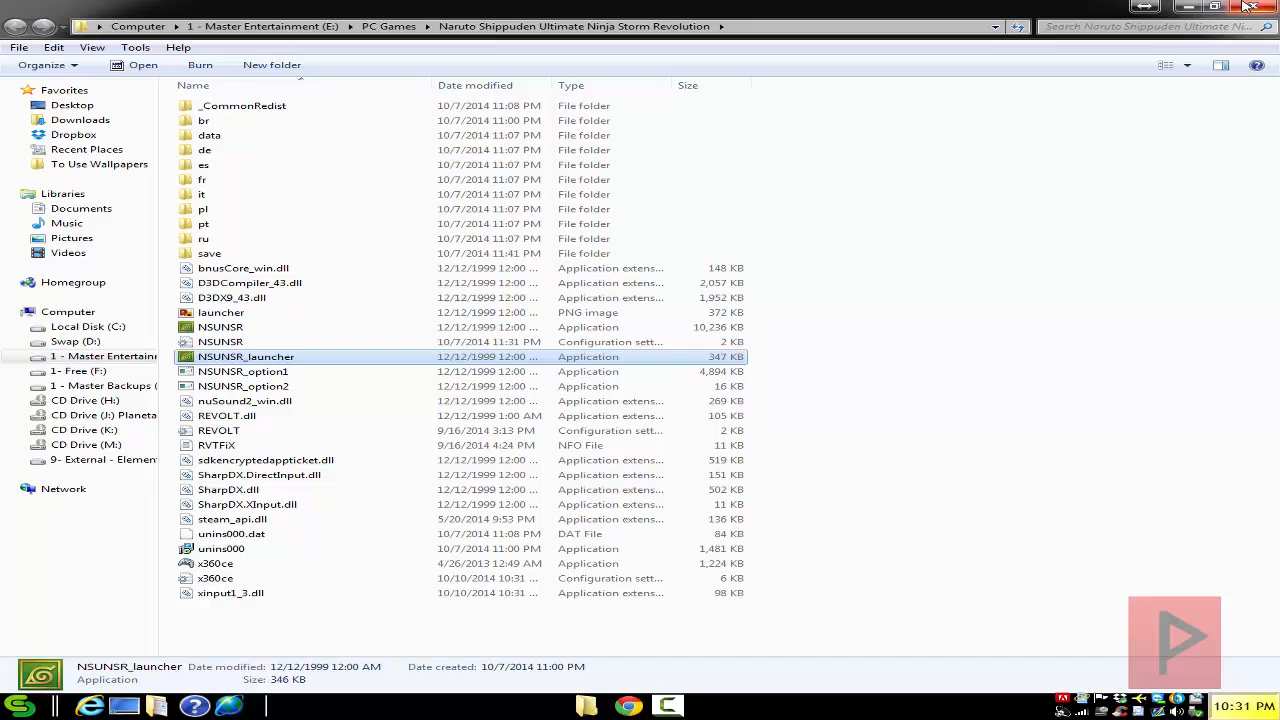 Computer ▸ 1 - Master Entertainment (E:) ▸ PC Games ▸ Naruto Shippuden Ultimate Ninja Storm Revolution ▸ Search Naruto Shippuden Ultimate Ni...
File Edit View Tools Help
Organize Open Burn New folder
Name Date modified Type Size
Favorites
Desktop
Downloads
Dropbox
Recent Places
To Use Wallpapers
Libraries
Documents
Music
Pictures
Videos
Homegroup
Computer
Local Disk (C:)
Swap (D:)
1 - Master Entertain
1 - Free (F:)
1 - Master Backups (
CD Drive (H:)
CD Drive (J:) Planeta
CD Drive (K:)
CD Drive (M:)
9- External - Elemen
Network
_CommonRedist 10/7/2014 11:08 PM File folder
br 10/7/2014 11:00 PM File folder
data 10/7/2014 11:07 PM File folder
de 10/7/2014 11:07 PM File folder
es 10/7/2014 11:07 PM File folder
fr 10/7/2014 11:07 PM File folder
it 10/7/2014 11:07 PM File folder
pl 10/7/2014 11:07 PM File folder
pt 10/7/2014 11:07 PM File folder
ru 10/7/2014 11:07 PM File folder
save 10/7/2014 11:41 PM File folder
bnusCore_win.dll 12/12/1999 12:00 ... Application extens... 148 KB
D3DCompiler_43.dll 12/12/1999 12:00 ... Application extens... 2,057 KB
D3DX9_43.dll 12/12/1999 12:00 ... Application extens... 1,952 KB
launcher 12/12/1999 12:00 ... PNG image 372 KB
NSUNSR 12/12/1999 12:00 ... Application 10,236 KB
NSUNSR 10/7/2014 11:31 PM Configuration sett... 2 KB
NSUNSR_launcher 12/12/1999 12:00 ... Application 347 KB
NSUNSR_option1 12/12/1999 12:00 ... Application 4,894 KB
NSUNSR_option2 12/12/1999 12:00 ... Application 16 KB
nuSound2_win.dll 12/12/1999 12:00 ... Application extens... 269 KB
REVOLT.dll 12/12/1999 1:00 AM Application extens... 105 KB
REVOLT 9/16/2014 3:13 PM Configuration sett... 2 KB
RVTFiX 9/16/2014 4:24 PM NFO File 11 KB
sdkencryptedappticket.dll 12/12/1999 12:00 ... Application extens... 519 KB
SharpDX.DirectInput.dll 12/12/1999 12:00 ... Application extens... 151 KB
SharpDX.dll 12/12/1999 12:00 ... Application extens... 502 KB
SharpDX.XInput.dll 12/12/1999 12:00 ... Application extens... 11 KB
steam_api.dll 5/20/2014 9:53 PM Application extens... 136 KB
unins000.dat 10/7/2014 11:08 PM DAT File 84 KB
unins000 10/7/2014 11:00 PM Application 1,481 KB
x360ce 4/26/2013 12:49 AM Application 1,224 KB
x360ce 10/10/2014 10:31 ... Configuration sett... 6 KB
xinput1_3.dll 10/10/2014 10:31 ... Application extens... 98 KB
NSUNSR_launcher Date modified: 12/12/1999 12:00 AM Date created: 10/7/2014 11:00 PM
Application Size: 346 KB
10:31 PM